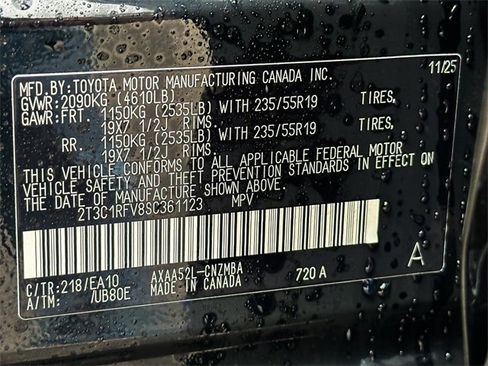 MFD.BY:TOYOTA MOTOR MANUFACTURING CANADA INC. 11/25
GVWR:2090KG (4610LB)
GAWR:FRT. 1150KG (2535LB) WITH 235/55R19 TIRES,
19X7 1/2J RIMS
RR. 1150KG (2535LB) WITH 235/55R19 TIRES,
19X7 1/2J RIMS
THIS VEHICLE CONFORMS TO ALL APPLICABLE FEDERAL MOTOR
VEHICLE SAFETY AND THEFT PREVENTION STANDARDS IN EFFECT ON
THE DATE OF MANUFACTURE SHOWN ABOVE.
2T3C1RFV8SC361123 MPV
C/TR:218/EA10 AXAA52L-CNZMBA 720A A
A/TM: /UB80E MADE IN CANADA